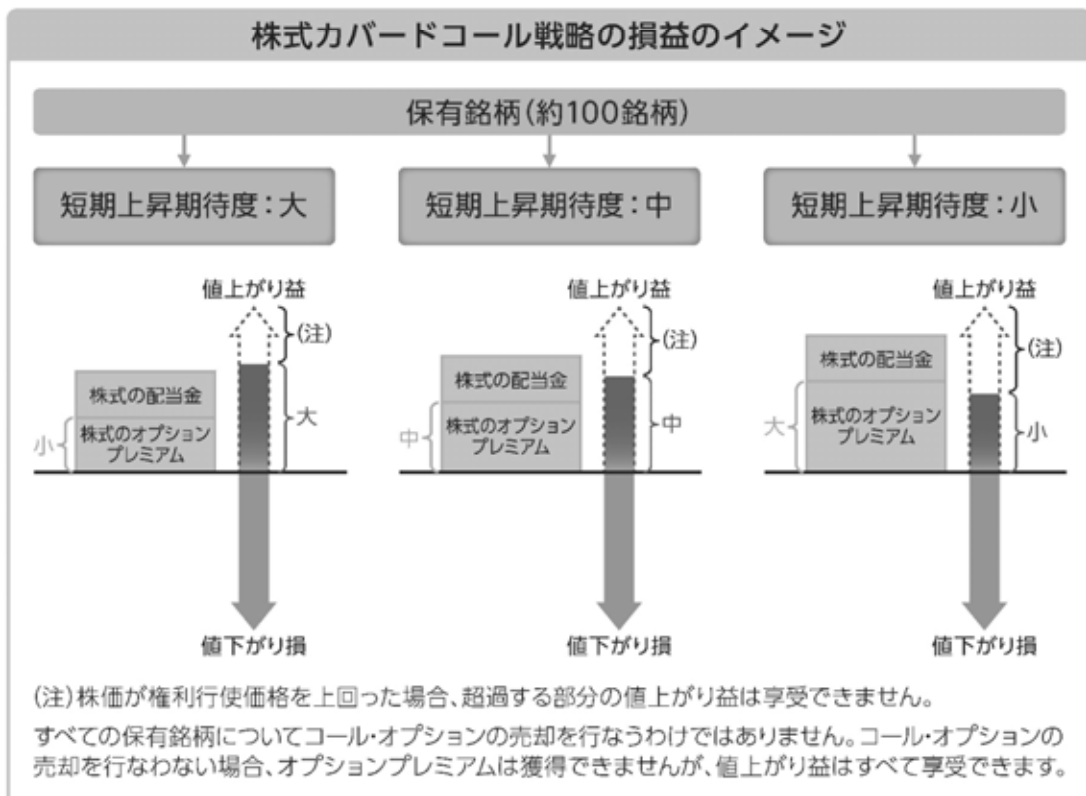 株式カバードコール戦略の損益のイメージ
保有銘柄(約100銘柄)
短期上昇期待度:大
短期上昇期待度:中
短期上昇期待度:小
値上がり益
(注)
株式の配当金
小
株式のオプション
プレミアム
大
値下がり損
値上がり益
(注)
株式の配当金
中
株式のオプション
プレミアム
中
値下がり損
値上がり益
(注)
株式の配当金
大
株式のオプション
プレミアム
小
値下がり損
(注)株価が権利行使価格を上回った場合、超過する部分の値上がり益は享受できません。
すべての保有銘柄についてコール・オプションの売却を行なうわけではありません。コール・オプションの
売却を行なわない場合、オプションプレミアムは獲得できませんが、値上がり益はすべて享受できます。